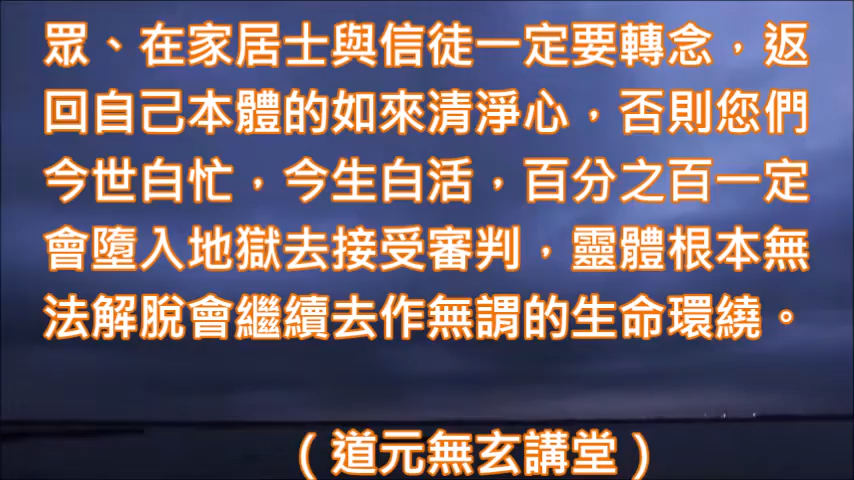 眾、在家居士與信徒一定要轉念，返
回自己本體的如來清淨心，否則您們
今世白忙，今生白活，百分之百一定
會墮入地獄去接受審判，靈體根本無
法解脫會繼續去作無謂的生命環繞。
（道元無玄講堂）